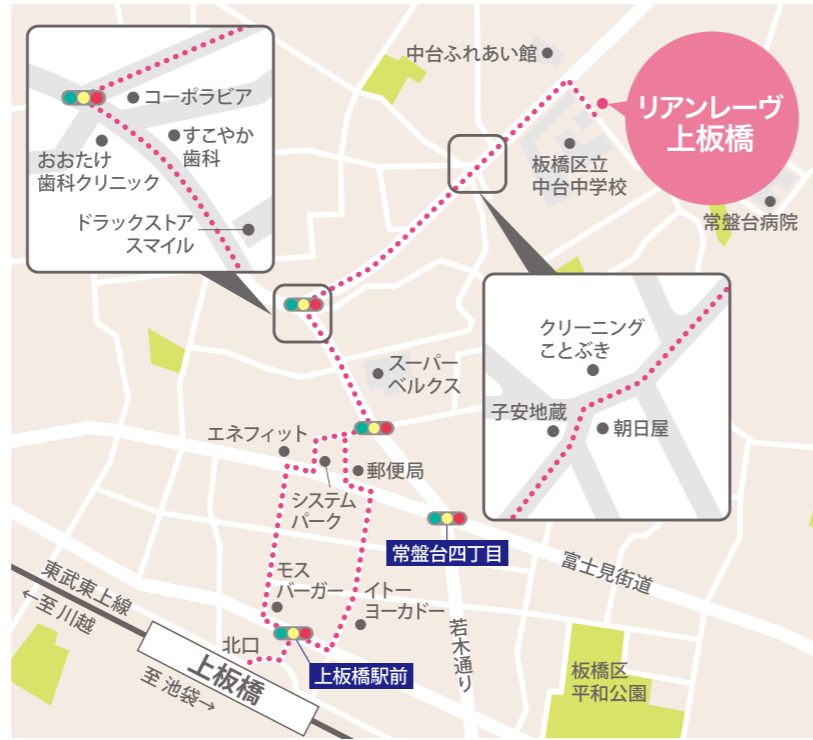 中台ふれあい館
リアンレーヴ
上板橋
コーポラビア
すこやか
歯科
おおたけ
歯科クリニック
ドラックストア
スマイル
板橋区立
中台中学校
常盤台病院
クリーニング
ことぶき
子安地蔵
朝日屋
スーパー
ベルクス
エネフィット
郵便局
システム
パーク
常盤台四丁目
富士見街道
モス
バーガー
イトー
ヨーカドー
若木通り
東武東上線
←至 川越
北口
上板橋
至 池袋→
上板橋駅前
板橋区
平和公園